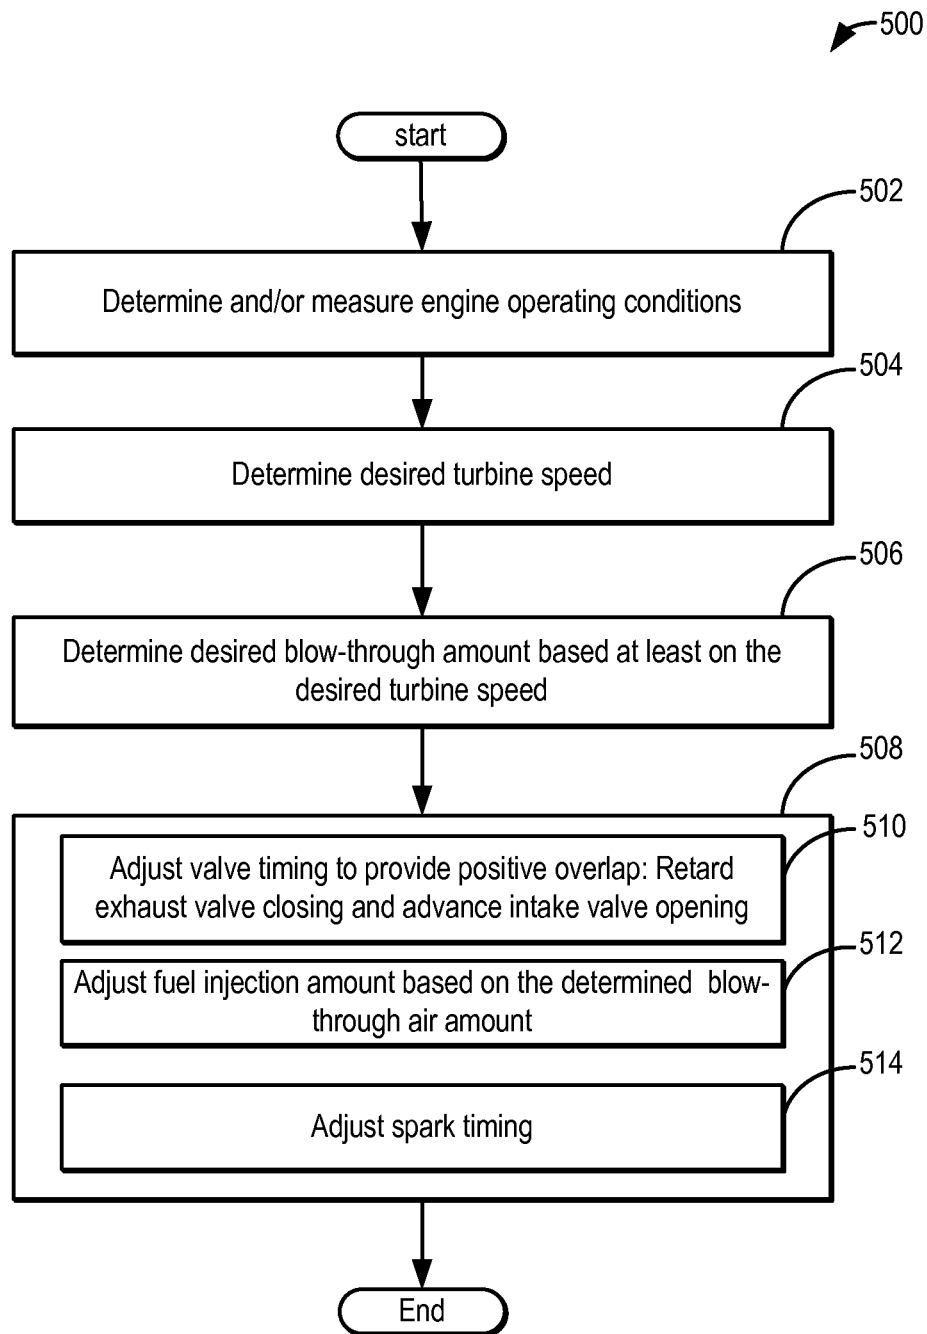 500
start
502
Determine and/or measure engine operating conditions
504
Determine desired turbine speed
506
Determine desired blow-through amount based at least on the
desired turbine speed
508
510
Adjust valve timing to provide positive overlap: Retard
exhaust valve closing and advance intake valve opening
512
Adjust fuel injection amount based on the determined blow-
through air amount
514
Adjust spark timing
End